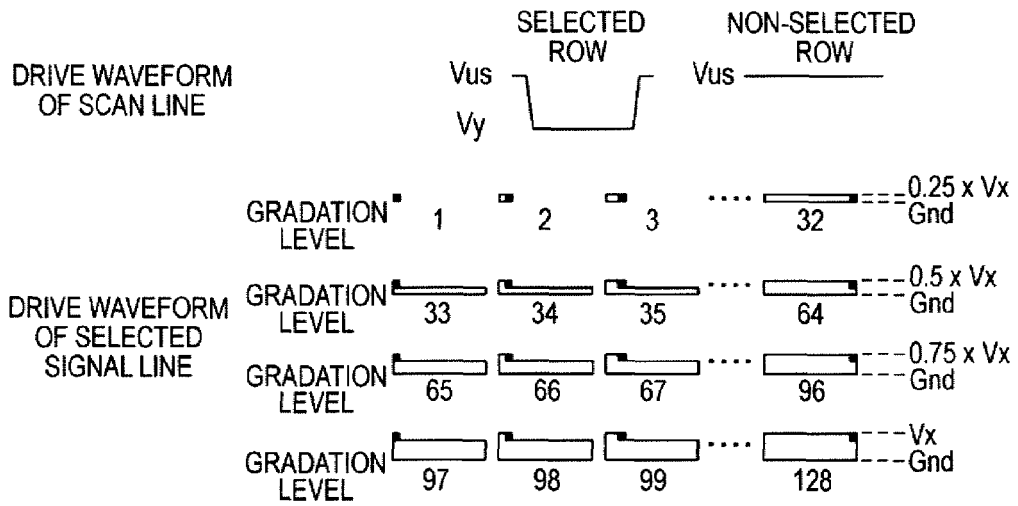 SELECTED
ROW
NON-SELECTED
ROW
DRIVE WAVEFORM
OF SCAN LINE
Vus
Vy
Vus
GRADATION
LEVEL
1 2 3 .... 32
0.25 x Vx
Gnd
DRIVE WAVEFORM
OF SELECTED
SIGNAL LINE
GRADATION
LEVEL
33 34 35 .... 64
0.5 x Vx
Gnd
GRADATION
LEVEL
65 66 67 .... 96
0.75 x Vx
Gnd
GRADATION
LEVEL
97 98 99 .... 128
Vx
Gnd